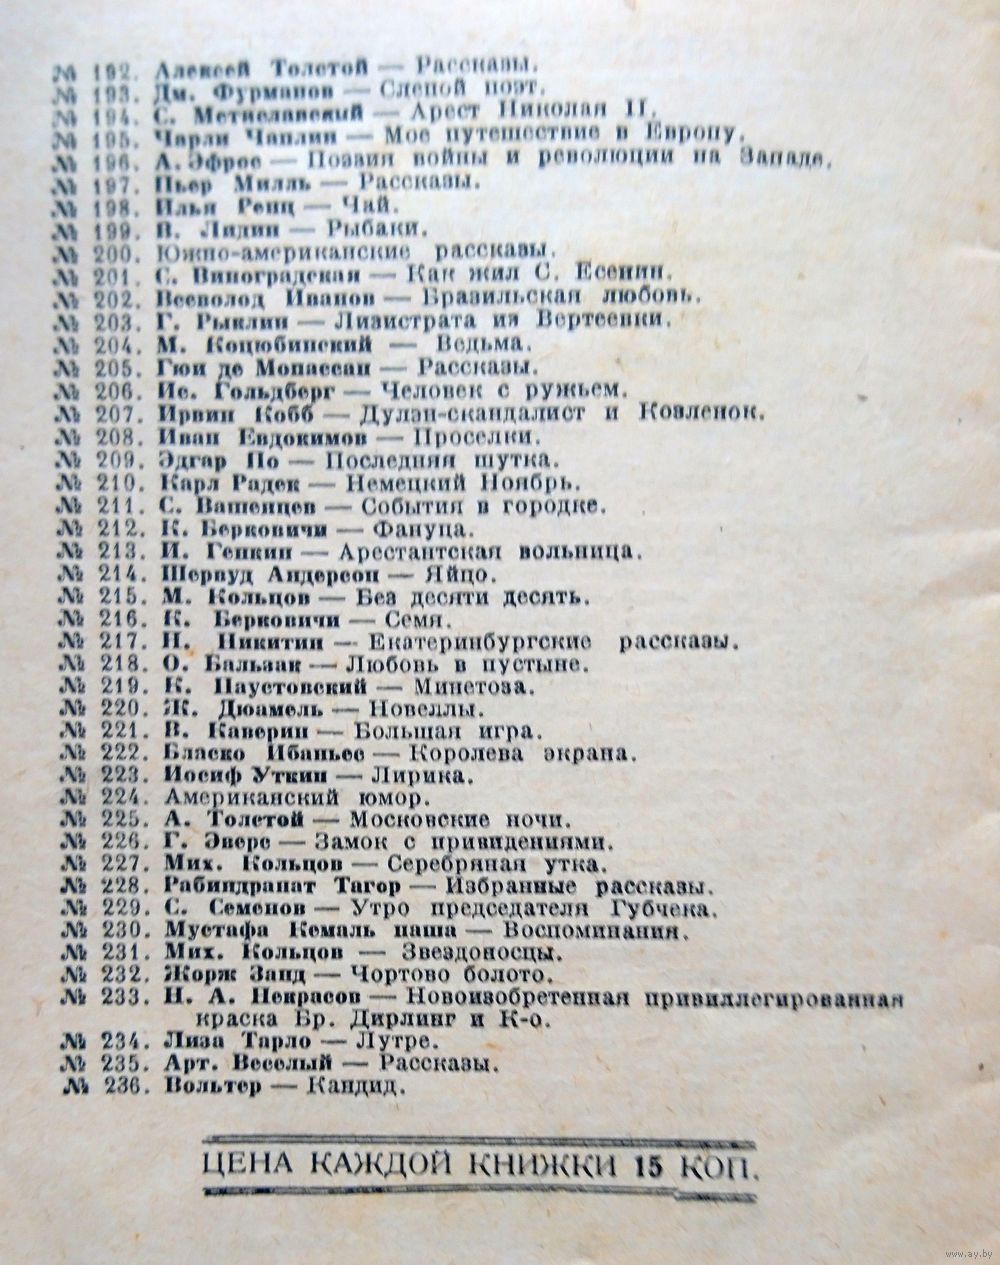 № 192. Алексей Толстой — Рассказы.
№ 193. Дм. Фурманов — Слепой поэт.
№ 194. С. Мстиславский — Арест Николая II.
№ 195. Чарли Чаплин — Мое путешествие в Европу.
№ 196. А. Эфрос — Поэзия войны и революции на Западе.
№ 197. Пьер Милль — Рассказы.
№ 198. Илья Ренц — Чай.
№ 199. В. Лидин — Рыбаки.
№ 200. Южно-американские рассказы.
№ 201. С. Виноградская — Как жил С. Есенин.
№ 202. Всеволод Иванов — Бразильская любовь.
№ 203. Г. Рыклин — Лизистрата из Вертеевки.
№ 204. М. Коцюбинский — Ведьма.
№ 205. Гюи де Мопассан — Рассказы.
№ 206. Ис. Гольдберг — Человек с ружьем.
№ 207. Ирвин Кобб — Дулан-скандалист и Козленок.
№ 208. Иван Евдокимов — Проселки.
№ 209. Эдгар По — Последняя шутка.
№ 210. Карл Радек — Немецкий Ноябрь.
№ 211. С. Вашенцев — События в городке.
№ 212. К. Беркович​и — Фануца.
№ 213. И. Генкин — Арестантская вольница.
№ 214. Шервуд Андерсон — Яйцо.
№ 215. М. Кольцов — Без десяти десять.
№ 216. К. Берковичи — Семя.
№ 217. Н. Никитин — Екатеринбургские рассказы.
№ 218. О. Бальзак — Любовь в пустыне.
№ 219. К. Паустовский — Минетоза.
№ 220. Ж. Дюамель — Новеллы.
№ 221. В. Каверин — Большая игра.
№ 222. Бласко Ибаньес — Королева экрана.
№ 223. Иосиф Уткин — Лирика.
№ 224. Американский юмор.
№ 225. А. Толстой — Московские ночи.
№ 226. Г. Эверс — Замок с привидениями.
№ 227. Мих. Кольцов — Серебряная утка.
№ 228. Рабиндранат Тагор — Избранные рассказы.
№ 229. С. Семенов — Утро председателя Губчека.
№ 230. Мустафа Кемаль паша — Воспоминания.
№ 231. Мих. Кольцов — Звездоносцы.
№ 232. Жорж Занд — Чортово болото.
№ 233. Н. А. Некрасов — Новоизобретенная привиллегированная
краска Бр. Дирлинг и К-о.
№ 234. Лиза Тарло — Лутре.
№ 235. Арт. Веселый — Рассказы.
№ 236. Вольтер — Кандид.
ЦЕНА КАЖДОЙ КНИЖКИ 15 КОП.
www.ay.by